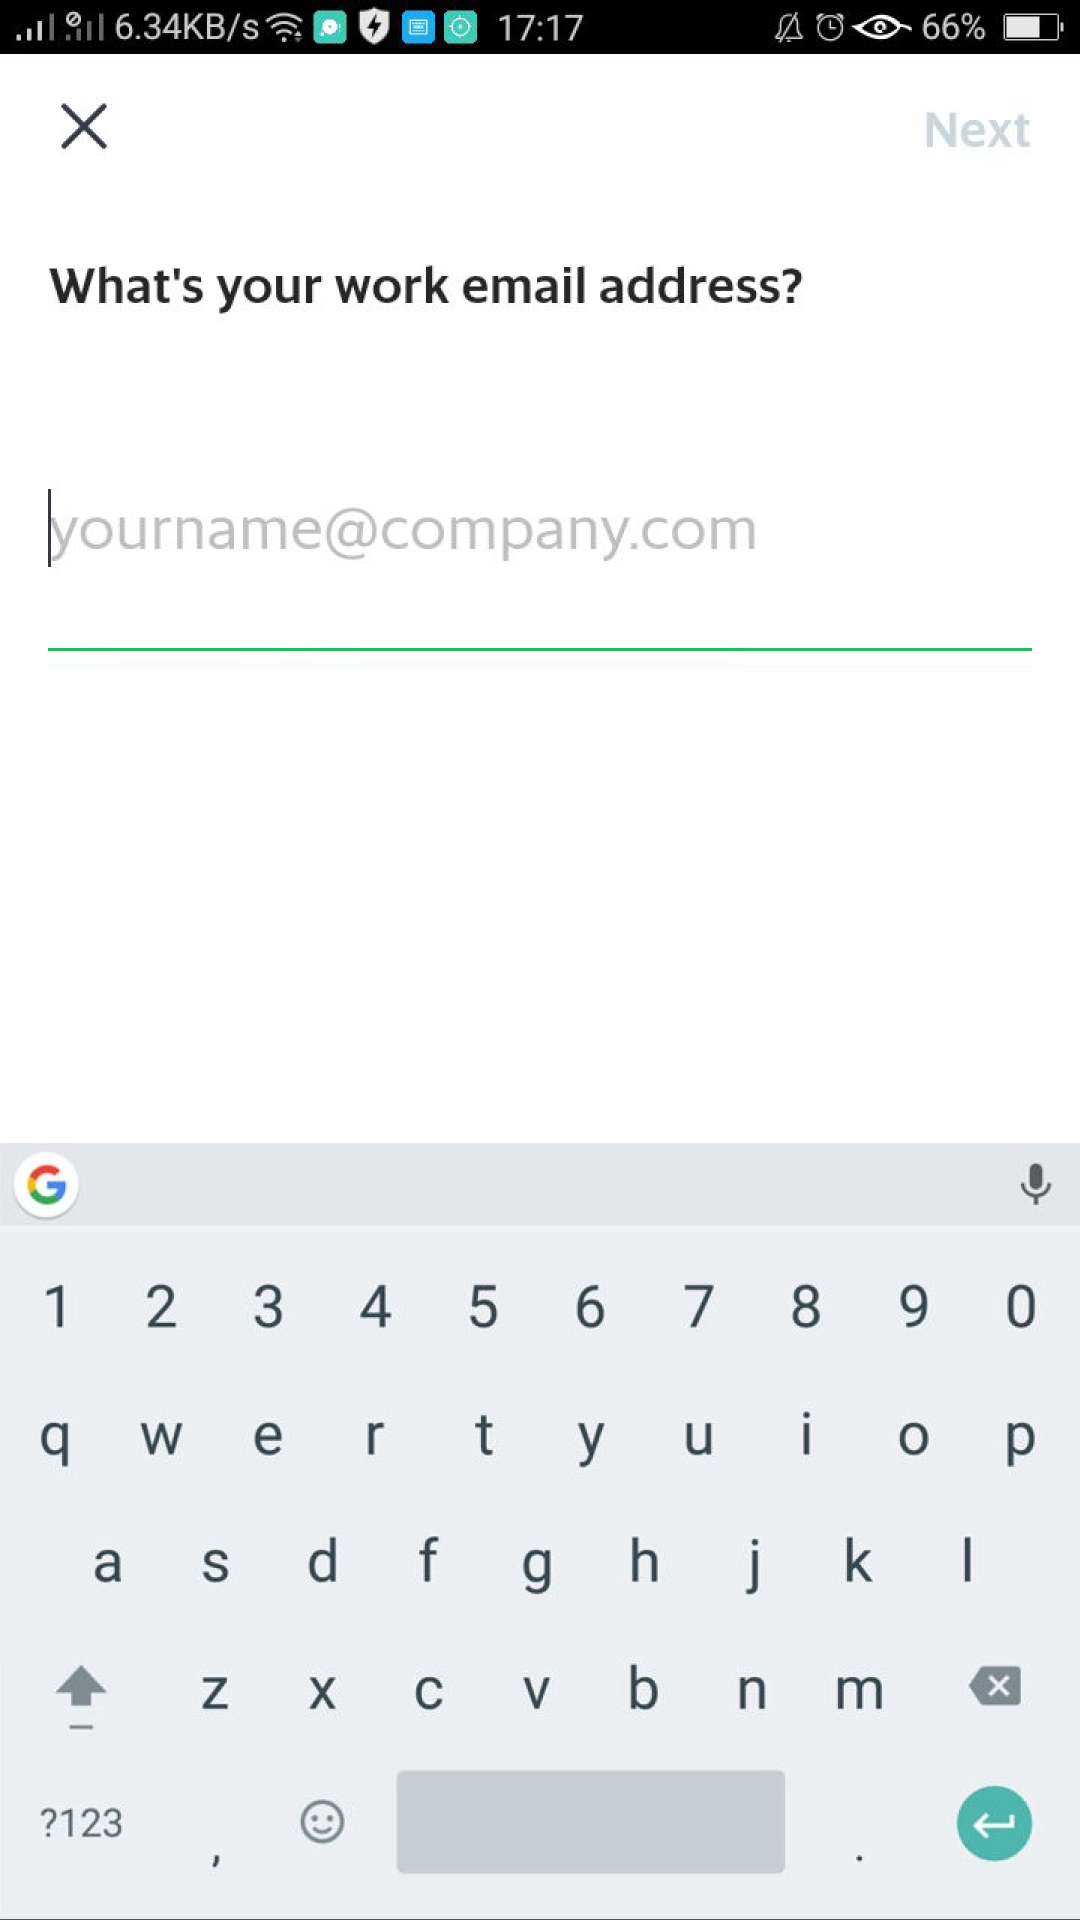 6.34KB/s 17:17 66%
Next
What's your work email address?
yourname@company.com
1 2 3 4 5 6 7 8 9 0
q w e r t y u i o p
a s d f g h j k l
z x c v b n m
?123 , .